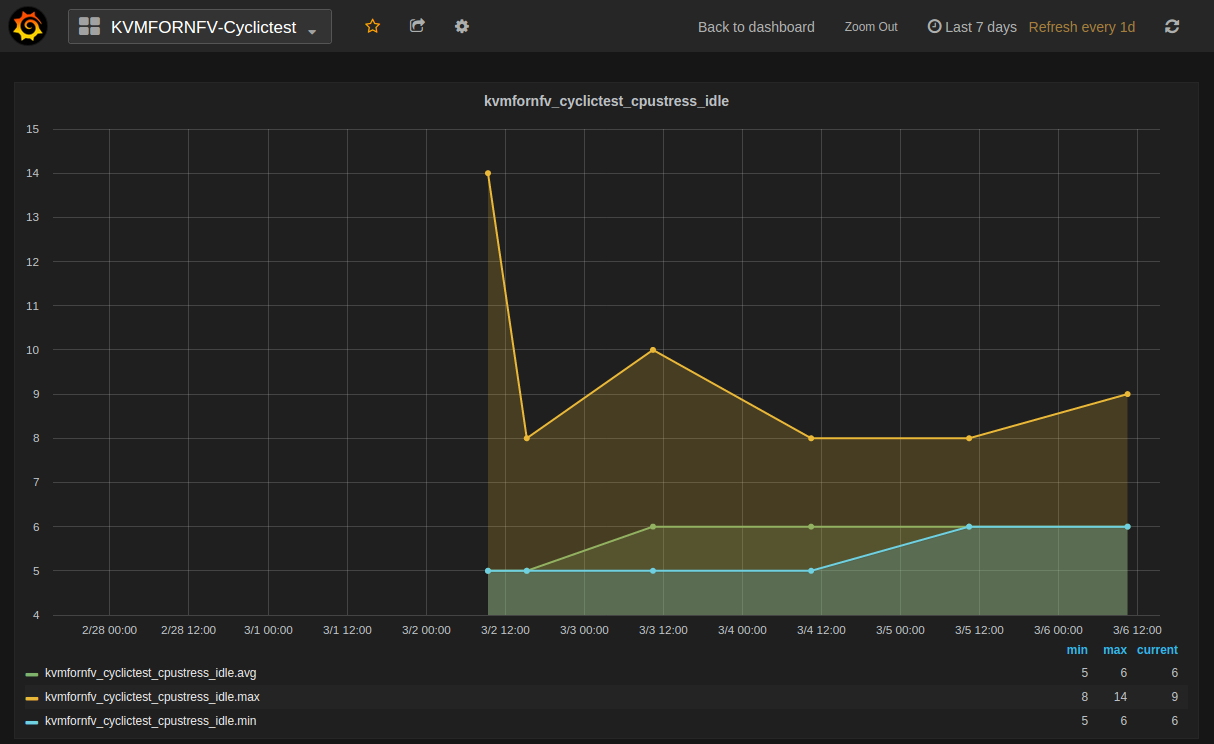 KVMFORNFV-Cyclictest Back to dashboard Zoom Out Last 7 days Refresh every 1d
kvmfornfv_cyclictest_cpustress_idle
15
14
13
12
11
10
9
8
7
6
5
4
2/28 00:00 2/28 12:00 3/1 00:00 3/1 12:00 3/2 00:00 3/2 12:00 3/3 00:00 3/3 12:00 3/4 00:00 3/4 12:00 3/5 00:00 3/5 12:00 3/6 00:00 3/6 12:00
min max current
kvmfornfv_cyclictest_cpustress_idle.avg 5 6 6
kvmfornfv_cyclictest_cpustress_idle.max 8 14 9
kvmfornfv_cyclictest_cpustress_idle.min 5 6 6